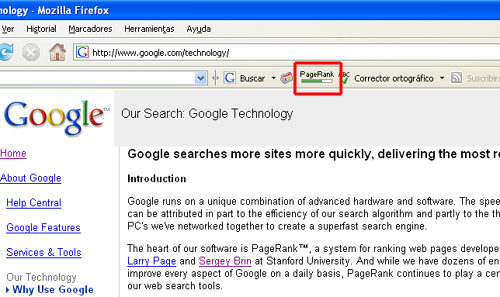 nology - Mozilla Firefox
Ver Historial Marcadores Herramientas Ayuda
http://www.google.com/technology/
Buscar PageRank ABC Corrector ortográfico Suscribirs
Google™ Our Search: Google Technology
Home
Google searches more sites more quickly, delivering the most r
About Google
Introduction
Help Central
Google runs on a unique combination of advanced hardware and software. The spee
can be attributed in part to the efficiency of our search algorithm and partly to the th
Google Features
PC's we've networked together to create a superfast search engine.
Services & Tools
The heart of our software is PageRank™, a system for ranking web pages develope
Larry Page and Sergey Brin at Stanford University. And while we have dozens of en
Our Technology
improve every aspect of Google on a daily basis, PageRank continues to play a cen
Why Use Google
our web search tools.